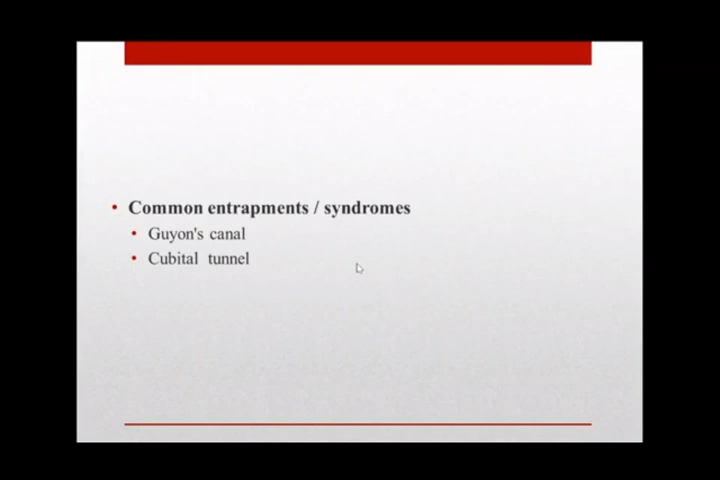 • Common entrapments / syndromes
• Guyon's canal
• Cubital tunnel